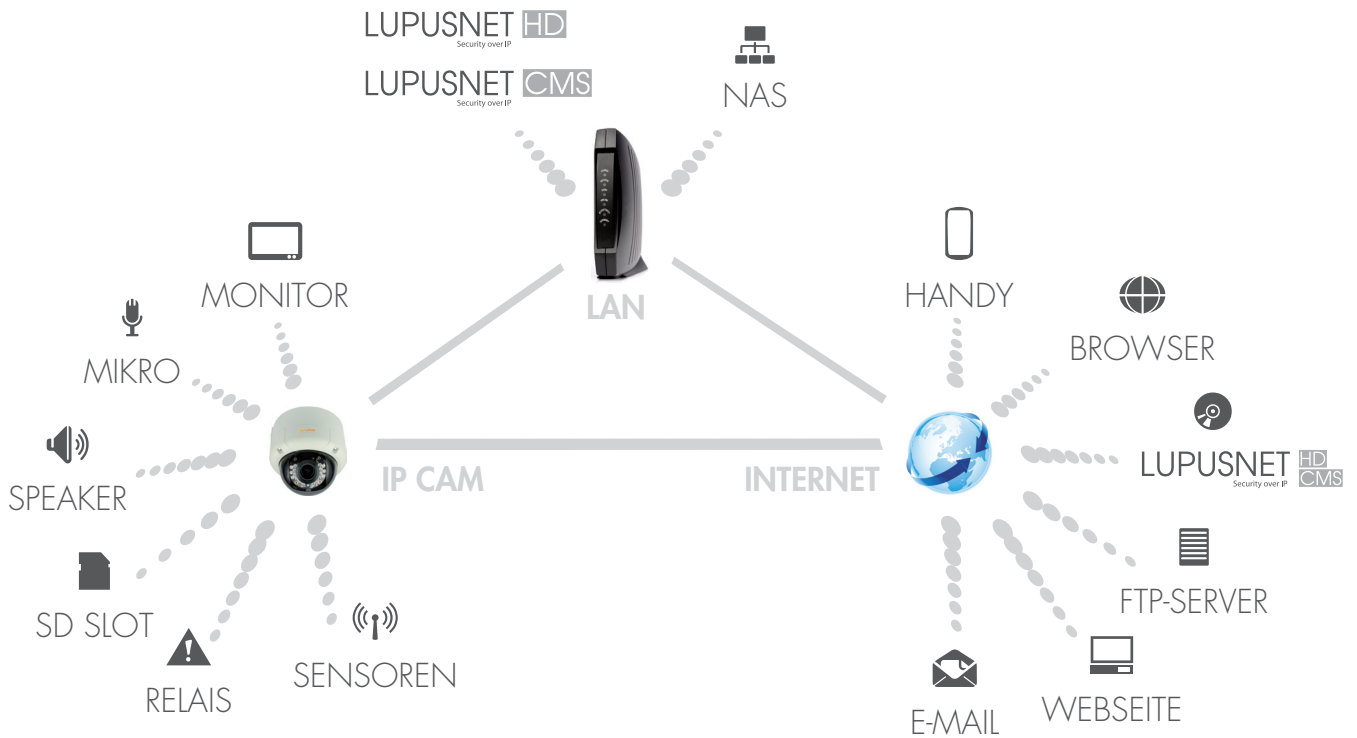 LUPUSNET HD
Security over IP
LUPUSNET CMS
Security over IP
NAS
LAN
MONITOR
MIKRO
SPEAKER
SD SLOT
RELAIS
SENSOREN
IP CAM
INTERNET
HANDY
BROWSER
LUPUSNET HD
CMS
Security over IP
FTP-SERVER
WEBSEITE
E-MAIL